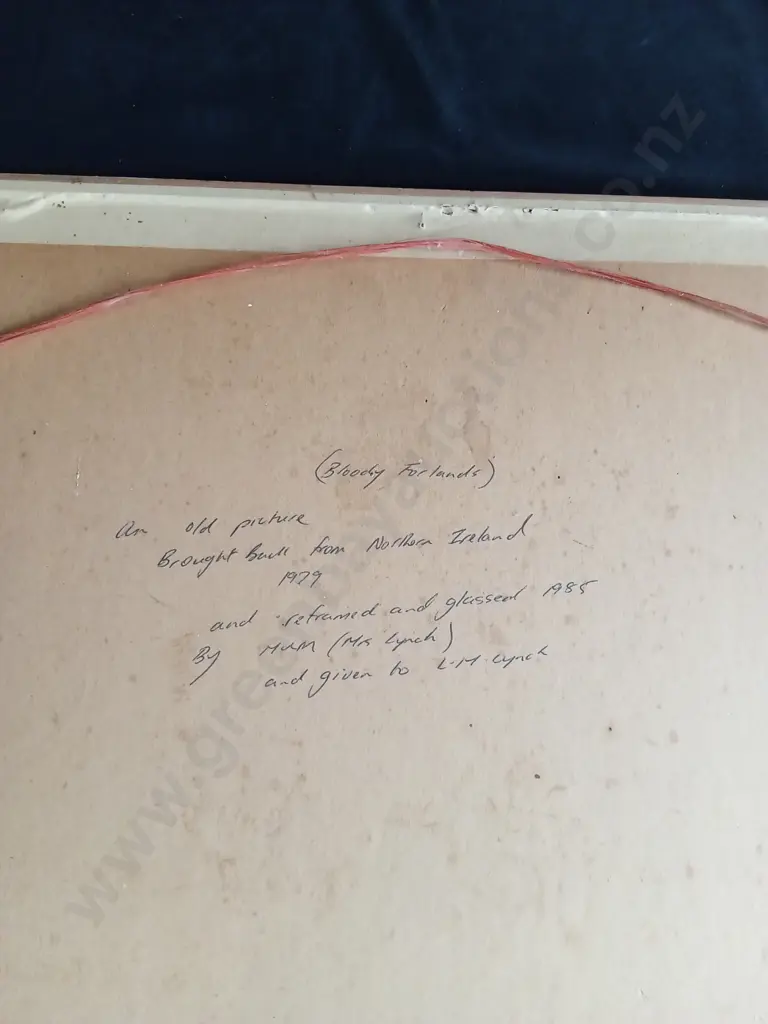 (Bloody Forlands)
An old picture
Brought Back from Northern Ireland
1979
and reframed and glassed 1985
By MUM (Mrs Lynch)
and given to L.M. Lynch